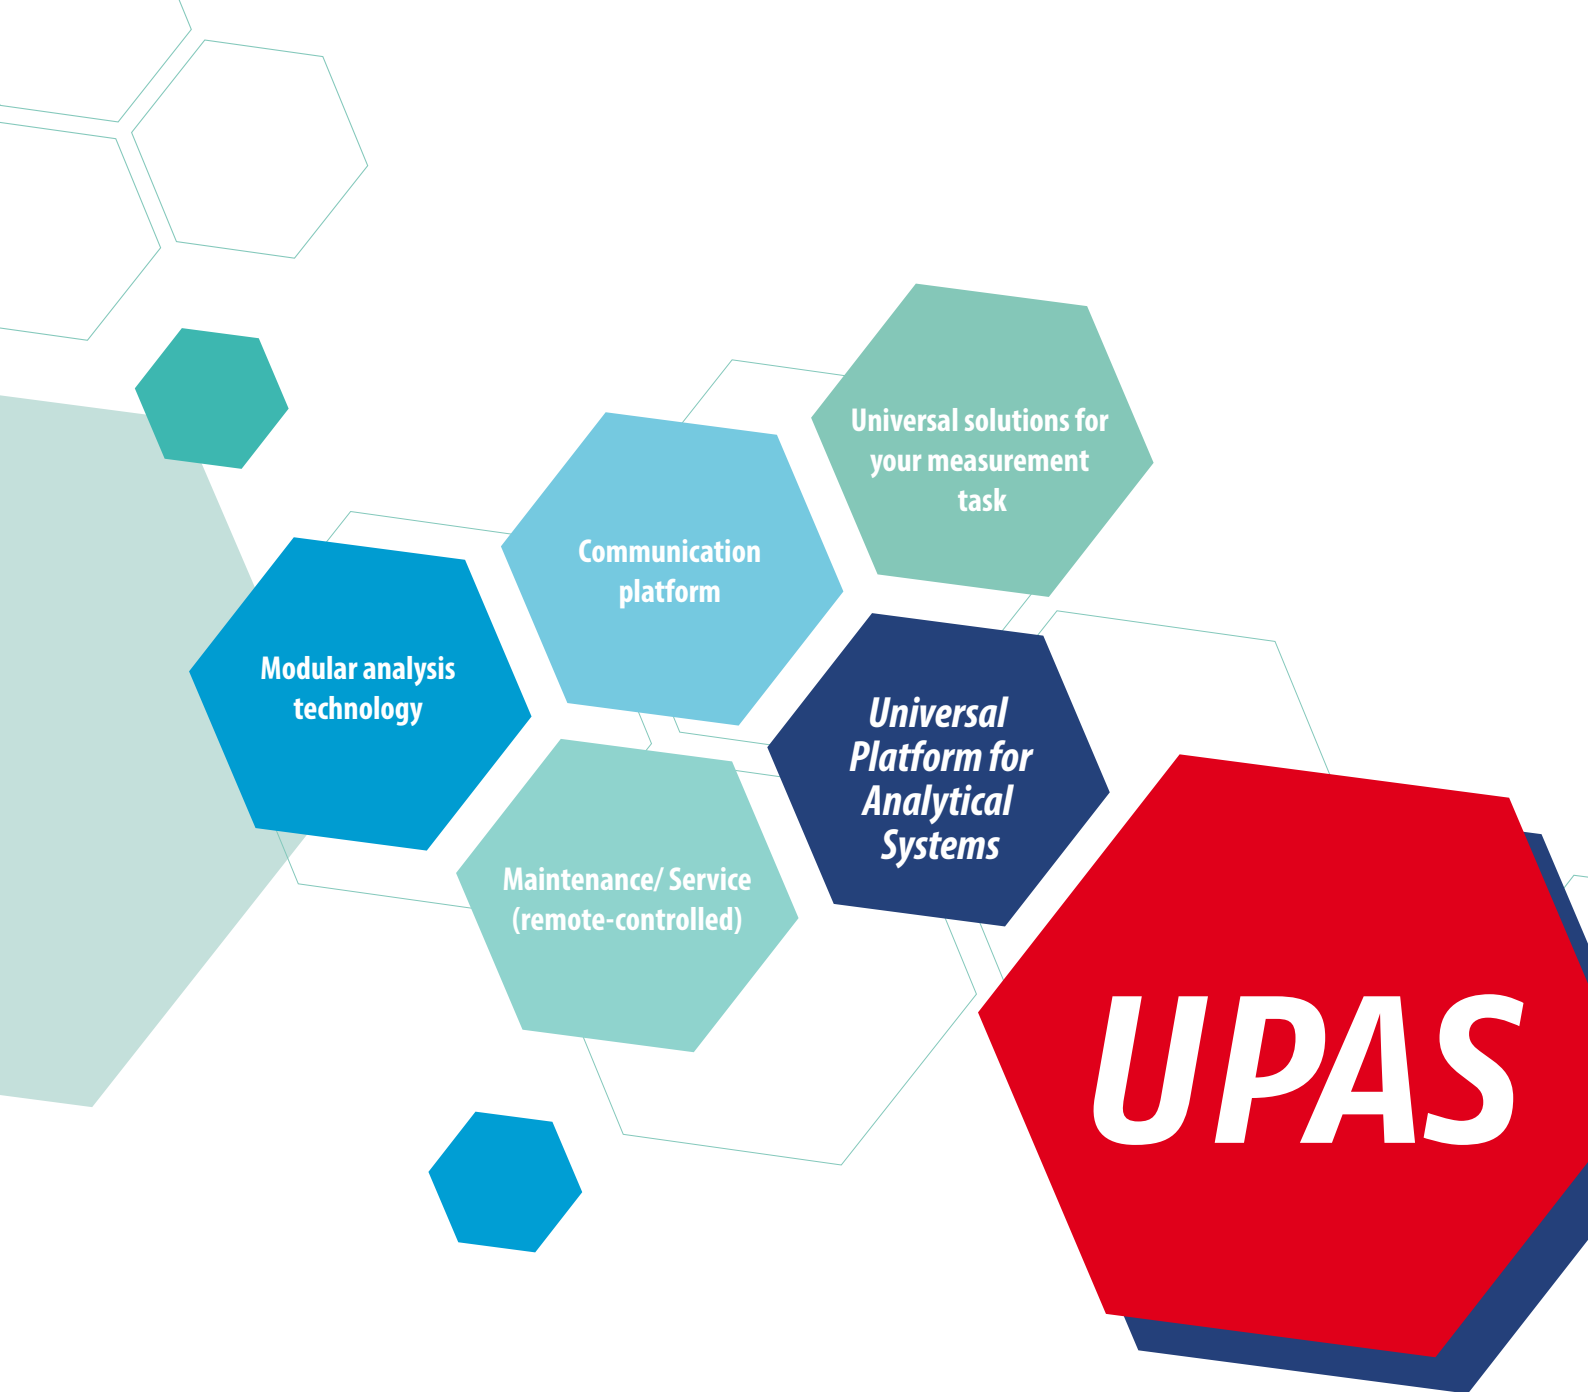 Universal solutions for
your measurement
task
Communication
platform
Modular analysis
technology
Universal
Platform for
Analytical
Systems
Maintenance/ Service
(remote-controlled)
UPAS